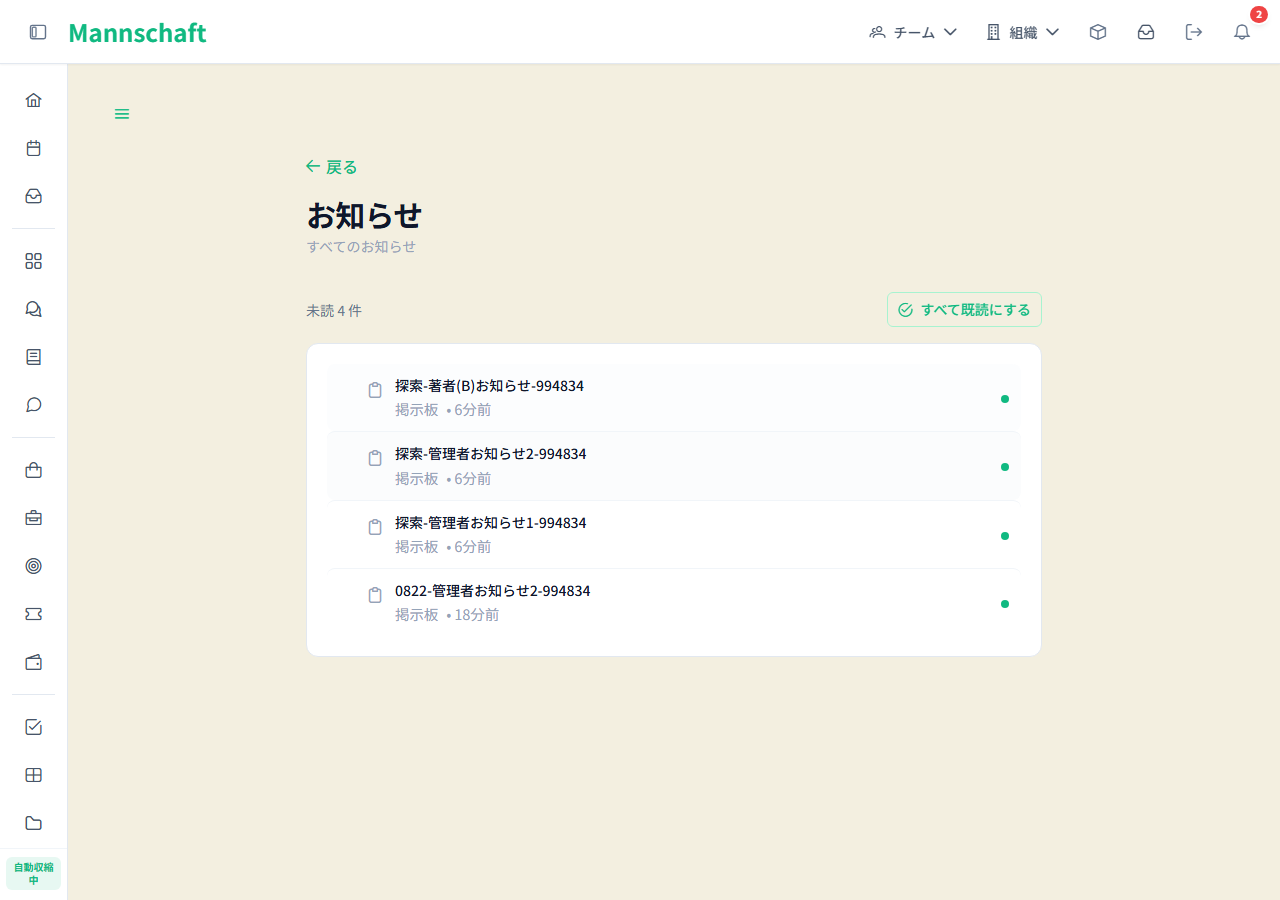 Mannschaft
チーム
組織
2
戻る
お知らせ
すべてのお知らせ
未読 4 件
すべて既読にする
探索-著者(B)お知らせ-994834
掲示板 • 6分前
探索-管理者お知らせ2-994834
掲示板 • 6分前
探索-管理者お知らせ1-994834
掲示板 • 6分前
0822-管理者お知らせ2-994834
掲示板 • 18分前
自動収縮
中